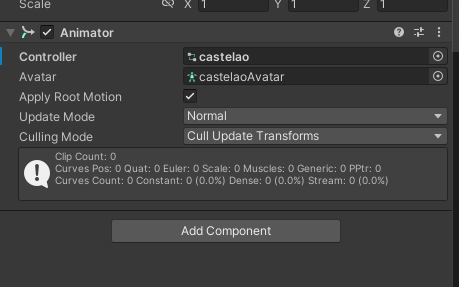 Scale X 1 Y 1 Z 1
Animator
Controller castelao
Avatar castelaoAvatar
Apply Root Motion
Update Mode Normal
Culling Mode Cull Update Transforms
Clip Count: 0
Curves Pos: 0 Quat: 0 Euler: 0 Scale: 0 Muscles: 0 Generic: 0 PPtr: 0
Curves Count: 0 Constant: 0 (0.0%) Dense: 0 (0.0%) Stream: 0 (0.0%)
Add Component